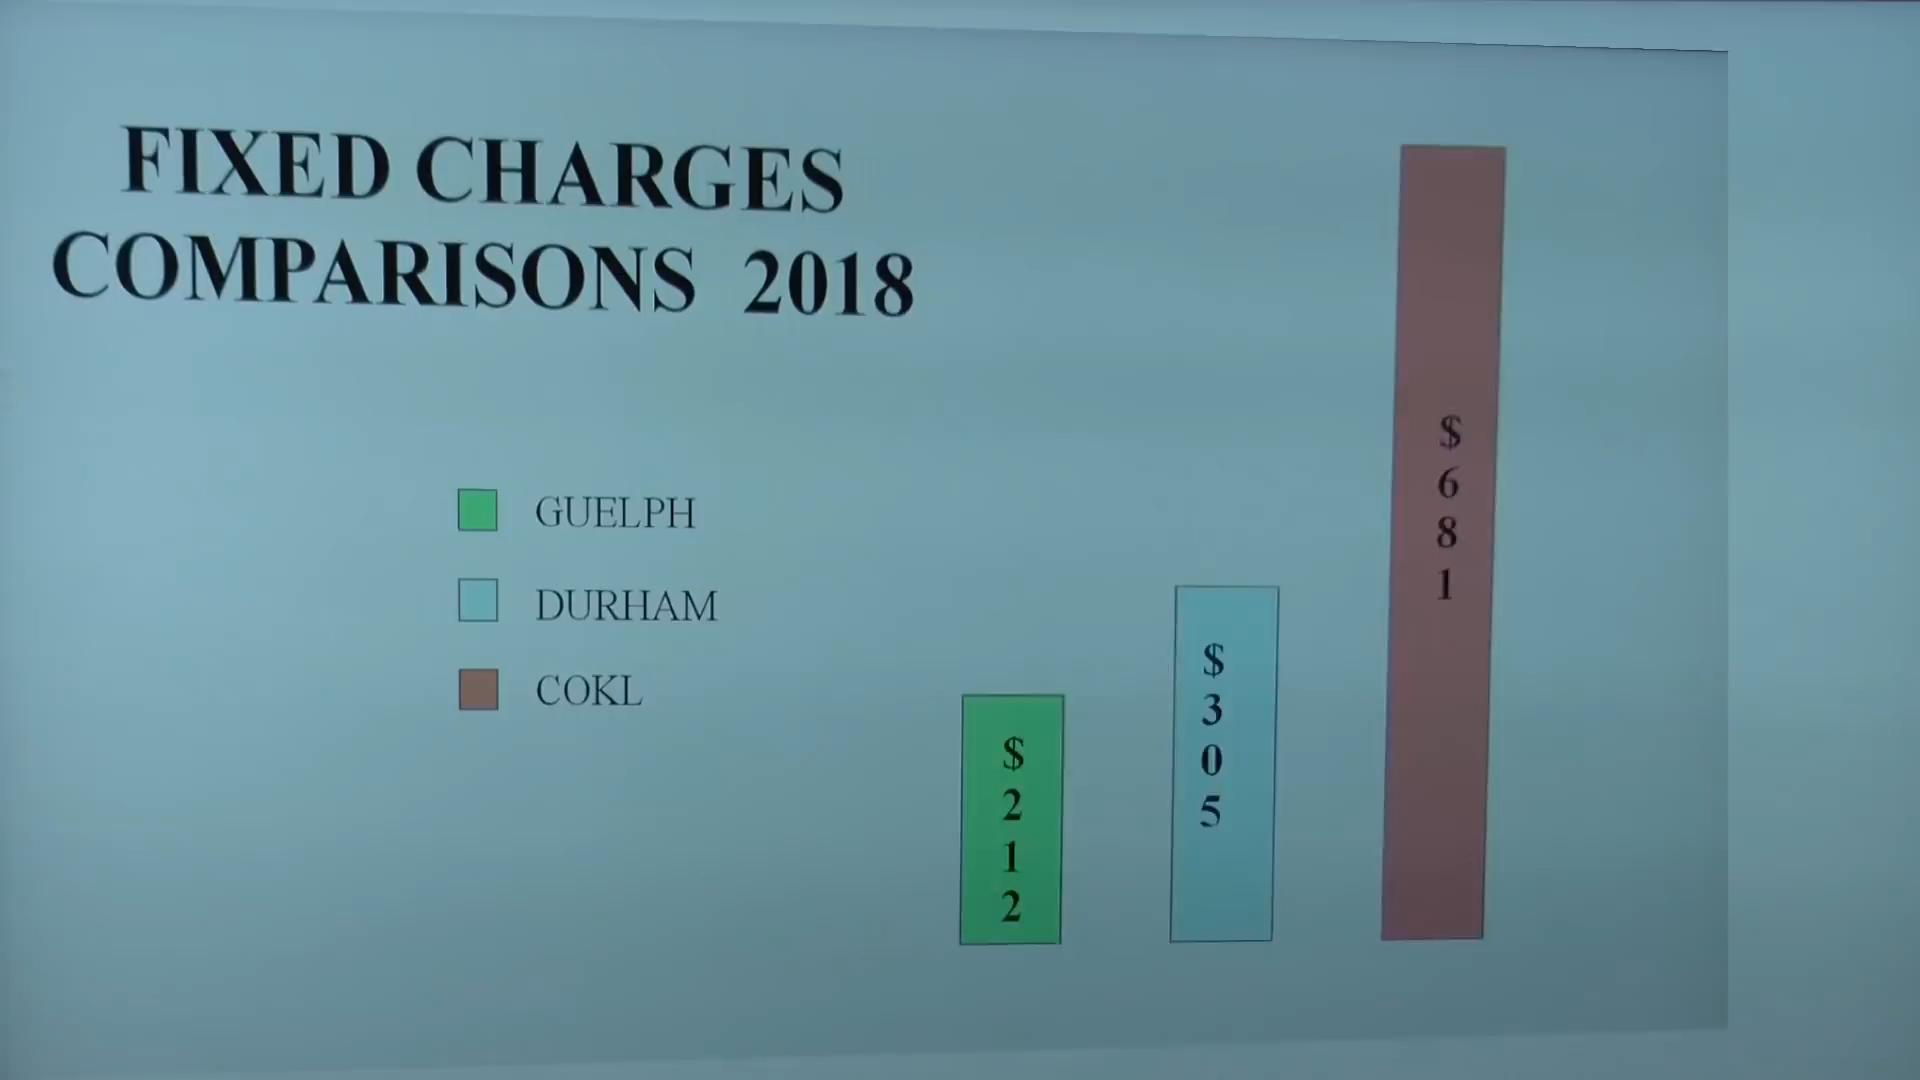 FIXED CHARGES
COMPARISONS 2018
GUELPH
DURHAM
COKL
$212
$305
$681